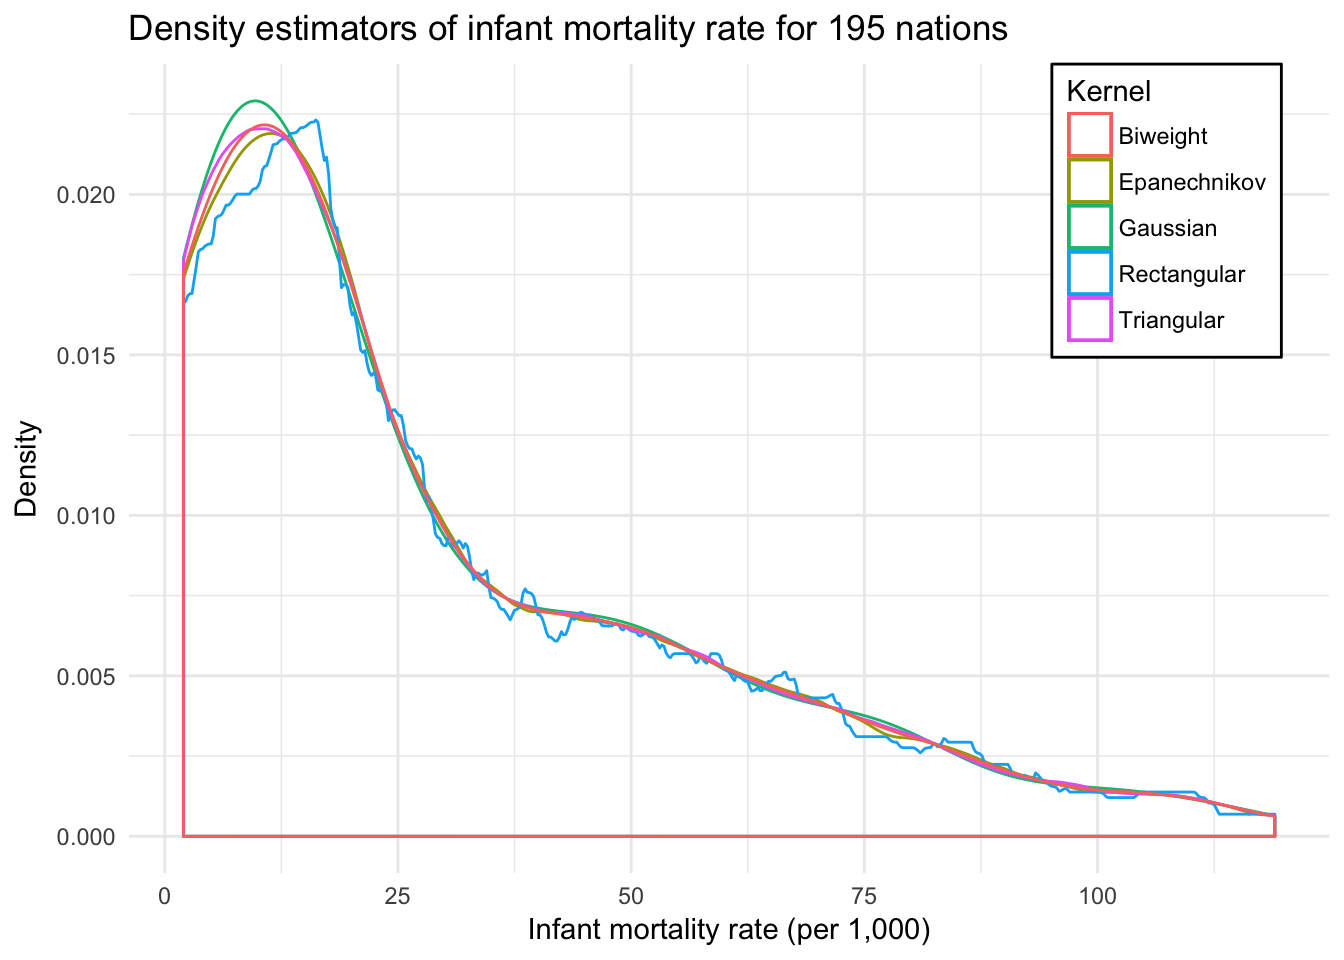 Density estimators of infant mortality rate for 195 nations
Kernel
Biweight
Epanechnikov
Gaussian
Rectangular
Triangular
Density
0.020
0.015
0.010
0.005
0.000
0 25 50 75 100
Infant mortality rate (per 1,000)